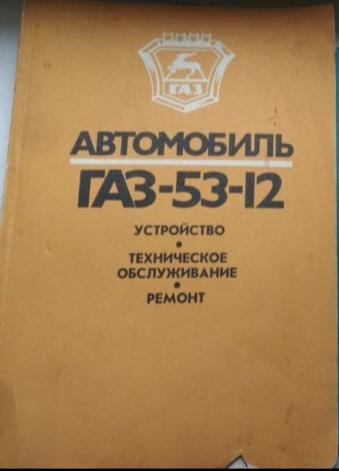 ГАЗ
АВТОМОБИЛЬ
ГАЗ-53-12
УСТРОЙСТВО
•
ТЕХНИЧЕСКОЕ
ОБСЛУЖИВАНИЕ
•
РЕМОНТ